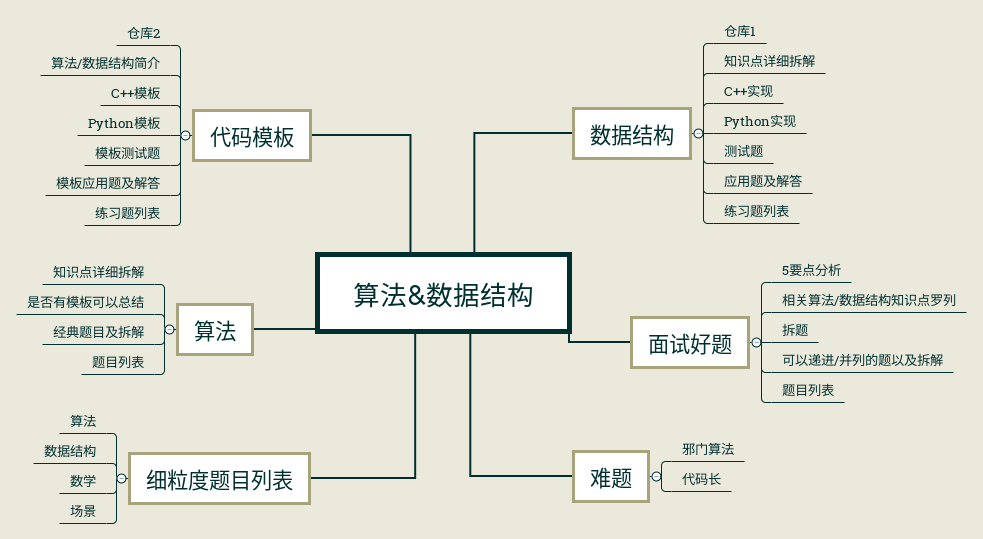 算法&数据结构
代码模板
仓库2
算法/数据结构简介
C++模板
Python模板
模板测试题
模板应用题及解答
练习题列表
算法
知识点详细拆解
是否有模板可以总结
经典题目及拆解
题目列表
细粒度题目列表
算法
数据结构
数学
场景
数据结构
仓库1
知识点详细拆解
C++实现
Python实现
测试题
应用题及解答
练习题列表
面试好题
5要点分析
相关算法/数据结构知识点罗列
拆题
可以递进/并列的题以及拆解
题目列表
难题
邪门算法
代码长